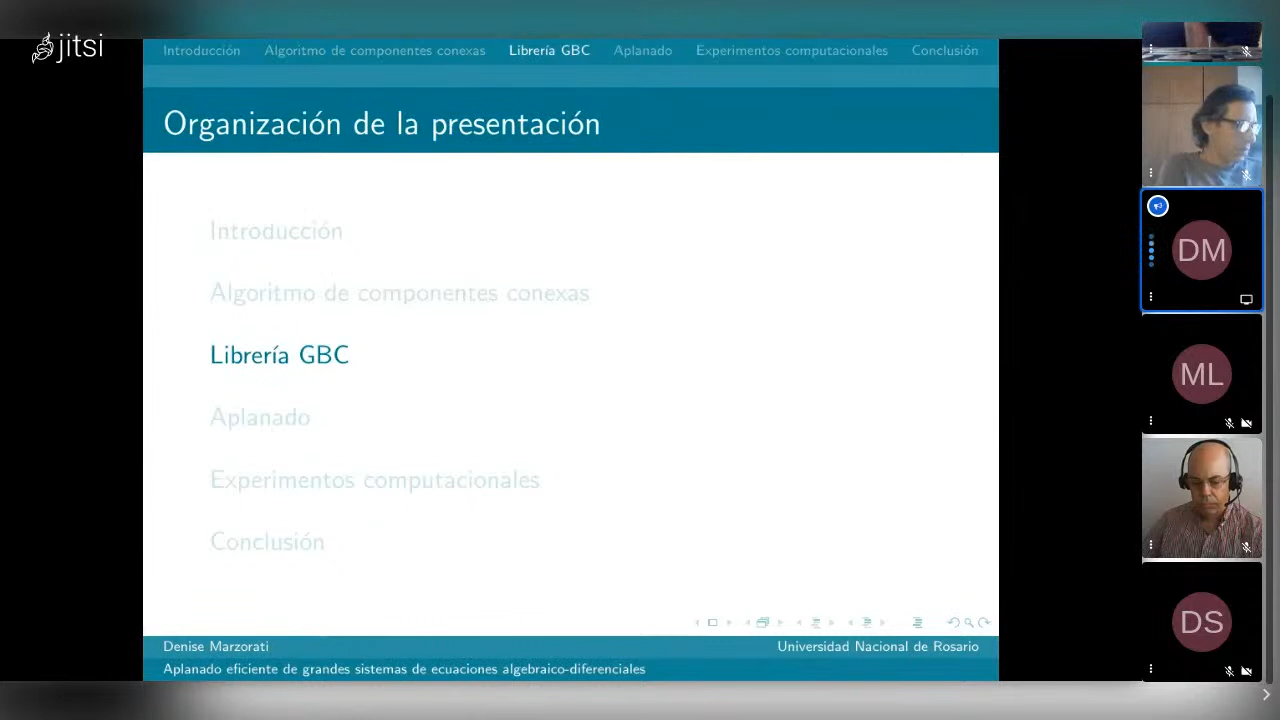 jitsi
Introducción Algoritmo de componentes conexas Librería GBC Aplanado Experimentos computacionales Conclusión
Organización de la presentación
Introducción
Algoritmo de componentes conexas
Librería GBC
Aplanado
Experimentos computacionales
Conclusión
Denise Marzorati Universidad Nacional de Rosario
Aplanado eficiente de grandes sistemas de ecuaciones algebraico-diferenciales
DM
ML
DS